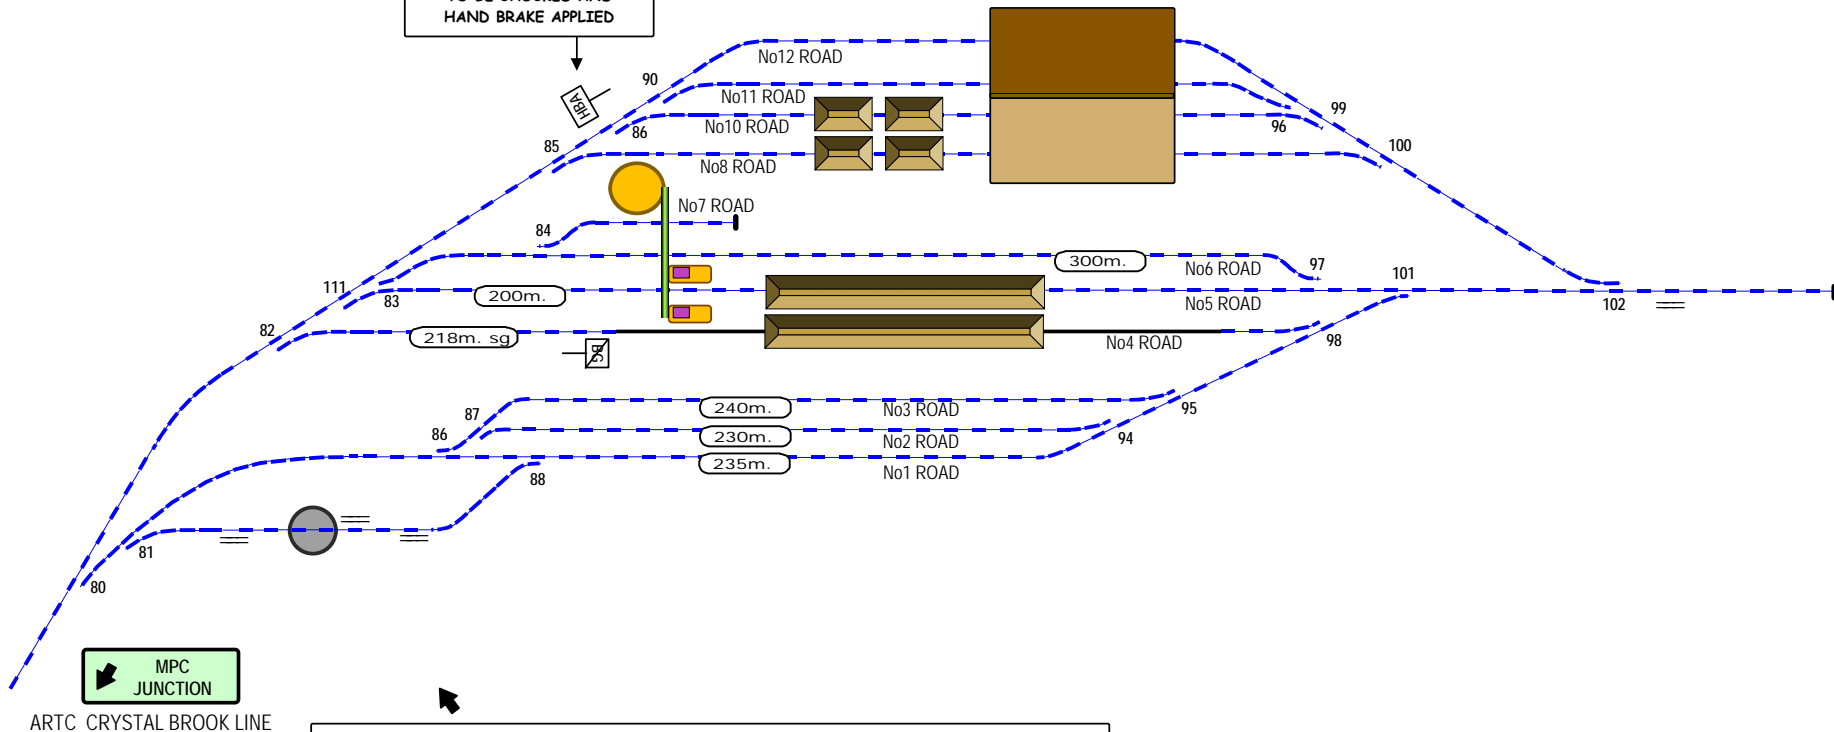 HAND BRAKE APPLIED
No12 ROAD
90
HBA
No11 ROAD
99
No10 ROAD
86
96
85
100
No8 ROAD
No7 ROAD
84
300m.
No6 ROAD
97
101
111
83
200m.
No5 ROAD
102
82
218m. sg
BG
No4 ROAD
98
87
240m.
No3 ROAD
95
86
230m.
No2 ROAD
94
235m.
No1 ROAD
88
81
80
MPC
JUNCTION
ARTC CRYSTAL BROOK LINE